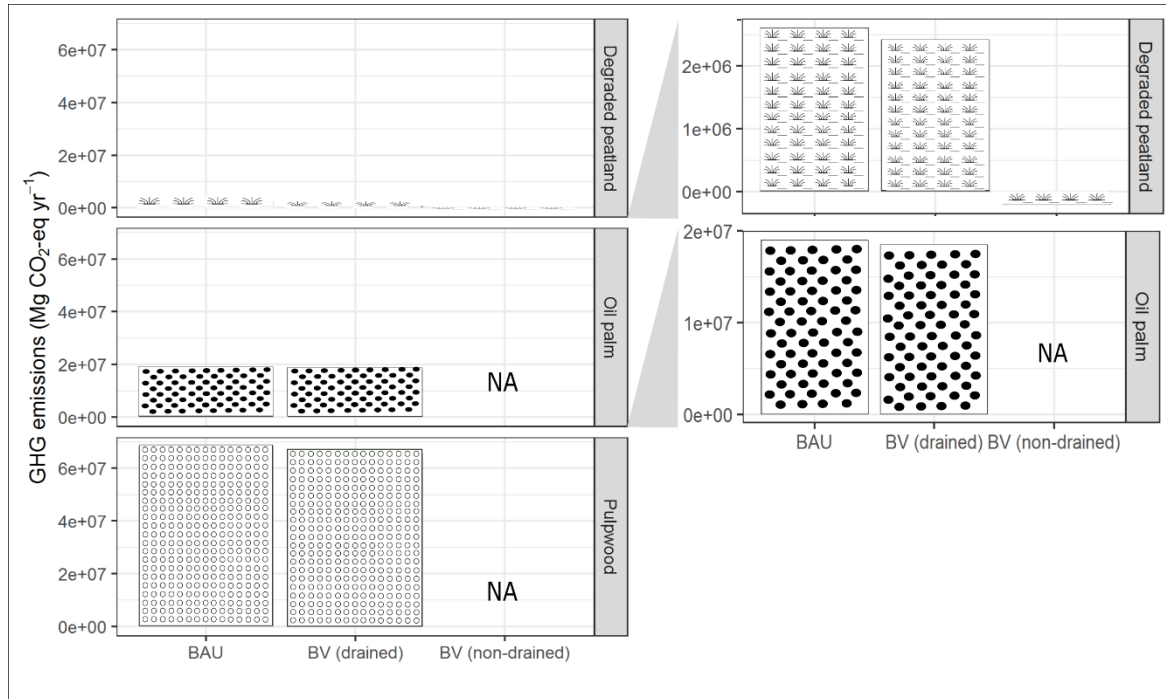 GHG emissions (Mg CO₂-eq yr⁻¹)
6e+07
4e+07
2e+07
0e+00
Degraded peatland
6e+07
4e+07
2e+07
0e+00
NA
Oil palm
6e+07
4e+07
2e+07
0e+00
NA
Pulpwood
BAU BV (drained) BV (non-drained)
2e+06
1e+06
0e+00
Degraded peatland
2e+07
1e+07
0e+00
NA
Oil palm
BAU BV (drained) BV (non-drained)